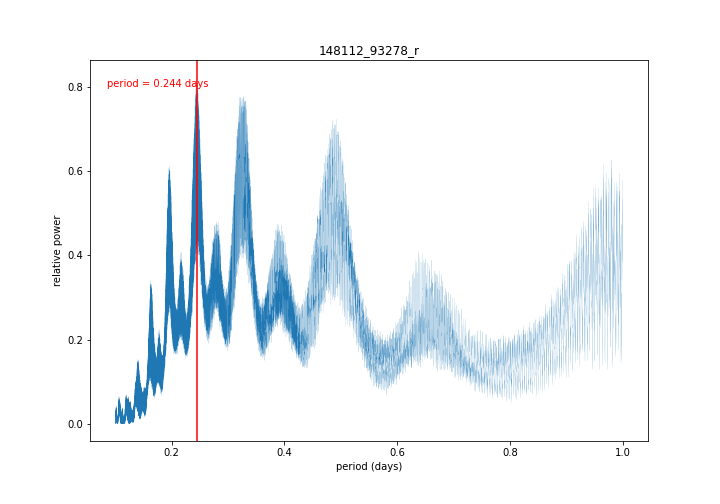 148112_93278_r
period = 0.244 days
relative power
0.8
0.6
0.4
0.2
0.0
0.2 0.4 0.6 0.8 1.0
period (days)